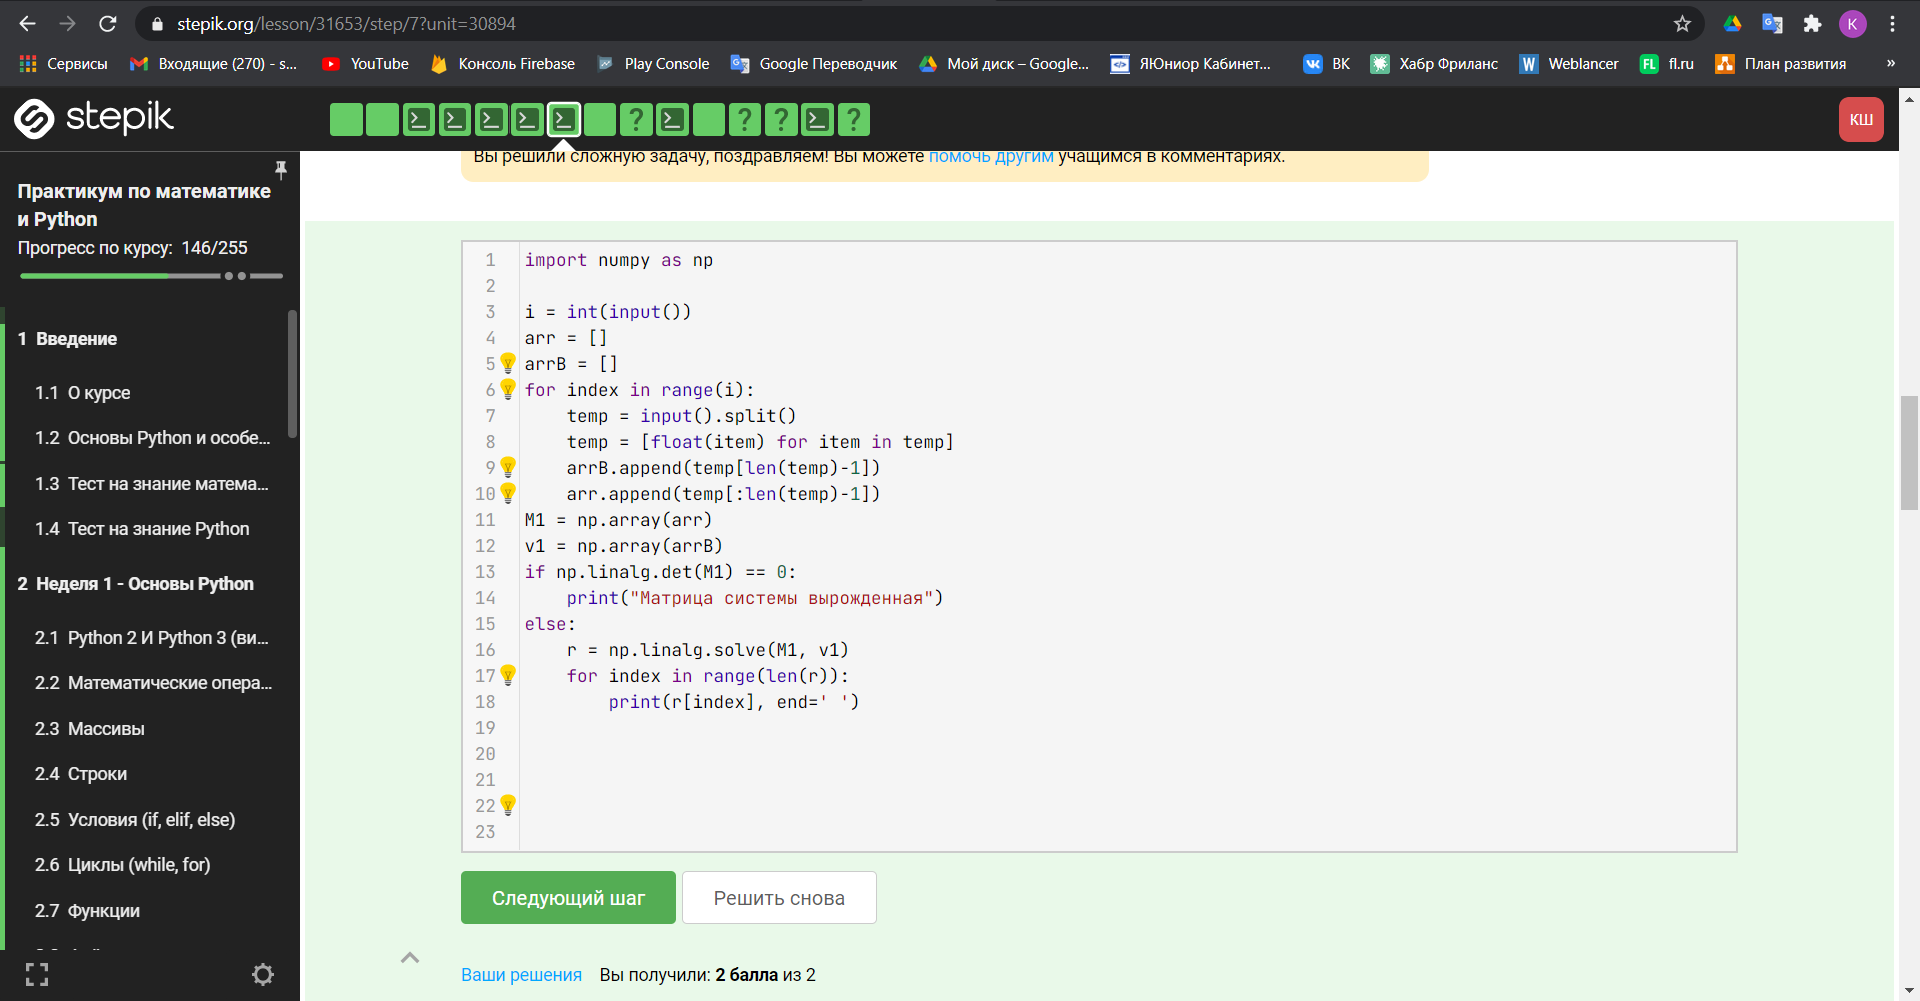 stepik.org/lesson/31653/step/7?unit=30894
K
Сервисы
Входящие (270) - s...
YouTube
Консоль Firebase
Play Console
Google Переводчик
Мой диск – Google...
ЯЮниор Кабинет...
ВК
Хабр Фриланс
Weblancer
fl.ru
План развития
»
stepik
КШ
Практикум по математике
и Python
Прогресс по курсу: 146/255
1 Введение
1.1 О курсе
1.2 Основы Python и особе...
1.3 Тест на знание матема...
1.4 Тест на знание Python
2 Неделя 1 - Основы Python
2.1 Python 2 И Python 3 (ви...
2.2 Математические опера...
2.3 Массивы
2.4 Строки
2.5 Условия (if, elif, else)
2.6 Циклы (while, for)
2.7 Функции
Вы решили сложную задачу, поздравляем! Вы можете помочь другим учащимся в комментариях.
1 import numpy as np
2
3 i = int(input())
4 arr = []
5 arrB = []
6 for index in range(i):
7     temp = input().split()
8     temp = [float(item) for item in temp]
9     arrB.append(temp[len(temp)-1])
10     arr.append(temp[:len(temp)-1])
11 M1 = np.array(arr)
12 v1 = np.array(arrB)
13 if np.linalg.det(M1) == 0:
14     print("Матрица системы вырожденная")
15 else:
16     r = np.linalg.solve(M1, v1)
17     for index in range(len(r)):
18         print(r[index], end=' ')
19
20
21
22
23
Следующий шаг
Решить снова
Ваши решения Вы получили: 2 балла из 2